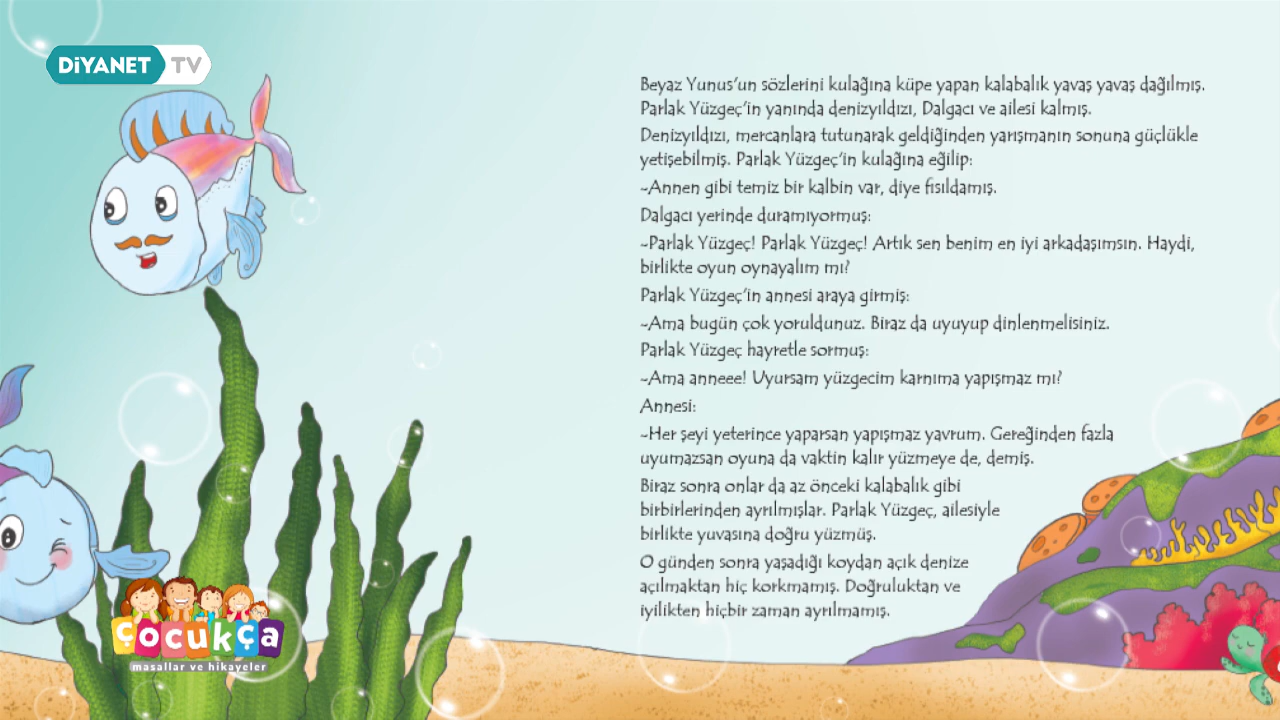 DİYANET TV
Beyaz Yunus'un sözlerini kulağına küpe yapan kalabalık yavaş yavaş dağılmış.
Parlak Yüzgeç'in yanında denizyıldızı, Dalgacı ve ailesi kalmış.
Denizyıldızı, mercanlara tutunarak geldiğinden yarışmanın sonuna güçlükle
yetişebilmiş. Parlak Yüzgeç'in kulağına eğilip:
~Annen gibi temiz bir kalbin var, diye fısıldamış.
Dalgacı yerinde duramıyormuş:
~Parlak Yüzgeç! Parlak Yüzgeç! Artık sen benim en iyi arkadaşımsın. Haydi,
birlikte oyun oynayalım mı?
Parlak Yüzgeç'in annesi araya girmiş:
~Ama bugün çok yoruldunuz. Biraz da uyuyup dinlenmelisiniz.
Parlak Yüzgeç hayretle sormuş:
~Ama anneee! Uyursam yüzgecim karnıma yapışmaz mı?
Annesi:
~Her şeyi yeterince yaparsan yapışmaz yavrum. Gereğinden fazla
uyumazsan oyuna da vaktin kalır yüzmeye de, demiş.
Biraz sonra onlar da az önceki kalabalık gibi
birbirlerinden ayrılmışlar. Parlak Yüzgeç, ailesiyle
birlikte yuvasına doğru yüzmüş.
O günden sonra yaşadığı koydan açık denize
açılmaktan hiç korkmamış. Doğruluktan ve
iyilikten hiçbir zaman ayrılmamış.
çocukça
masallar ve hikayeler